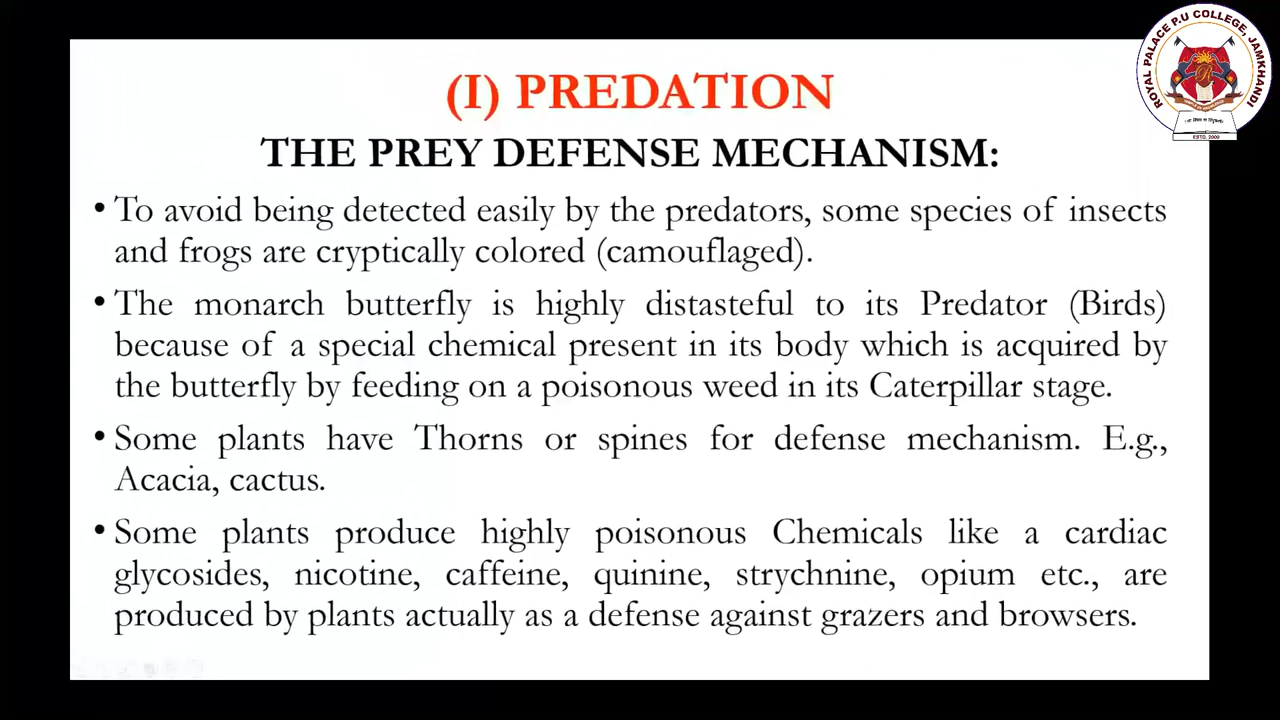 (I) PREDATION
THE PREY DEFENSE MECHANISM:
• To avoid being detected easily by the predators, some species of insects
and frogs are cryptically colored (camouflaged).
• The monarch butterfly is highly distasteful to its Predator (Birds)
because of a special chemical present in its body which is acquired by
the butterfly by feeding on a poisonous weed in its Caterpillar stage.
• Some plants have Thorns or spines for defense mechanism. E.g.,
Acacia, cactus.
• Some plants produce highly poisonous Chemicals like a cardiac
glycosides, nicotine, caffeine, quinine, strychnine, opium etc., are
produced by plants actually as a defense against grazers and browsers.
ROYAL PALACE P.U COLLEGE, JAMKHANDI
ESTD. 2009